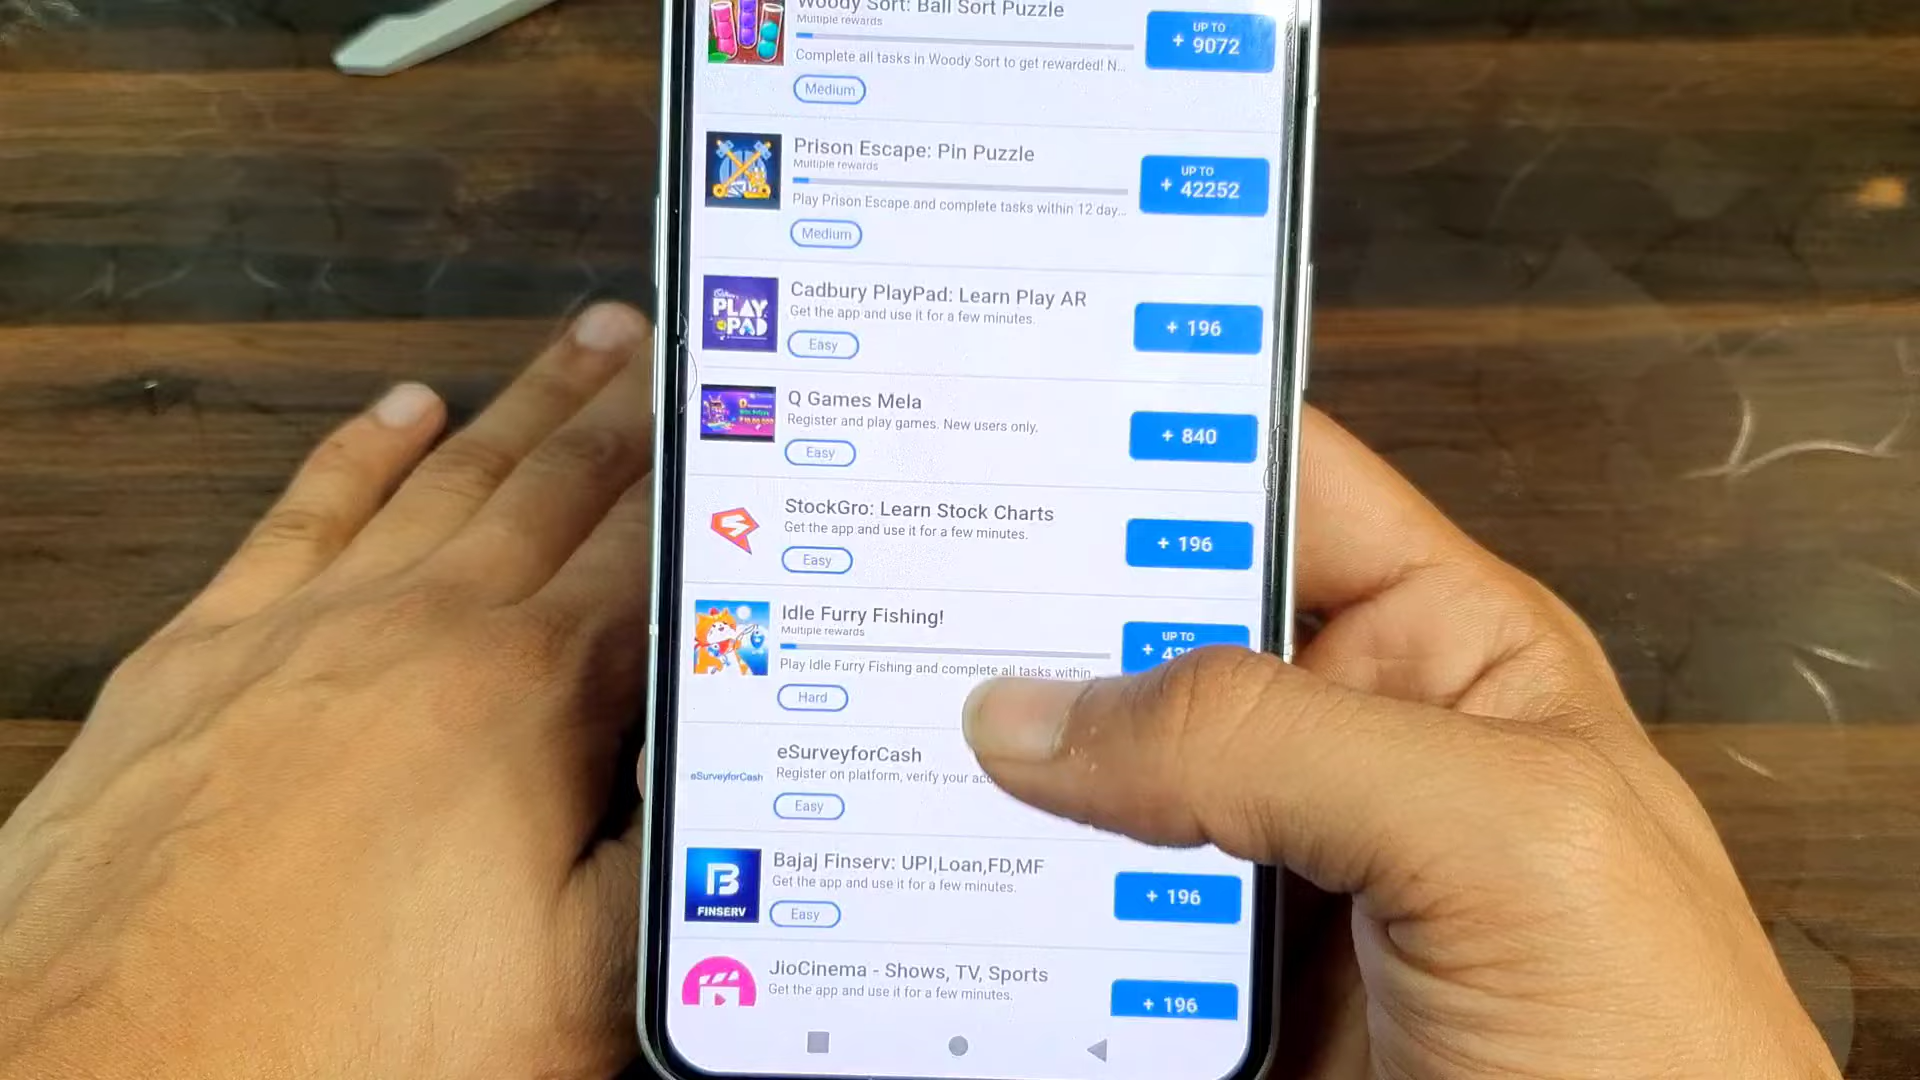 Woody Sort: Ball Sort Puzzle
Multiple rewards
Complete all tasks in Woody Sort to get rewarded! N...
Medium
UP TO
+ 9072
Prison Escape: Pin Puzzle
Multiple rewards
Play Prison Escape and complete tasks within 12 day...
Medium
UP TO
+ 42252
Cadbury
PLAY
PAD
Cadbury PlayPad: Learn Play AR
Get the app and use it for a few minutes.
Easy
+ 196
Q Games Mela
Register and play games. New users only.
Easy
+ 840
StockGro: Learn Stock Charts
Get the app and use it for a few minutes.
Easy
+ 196
Idle Furry Fishing!
Multiple rewards
Play Idle Furry Fishing and complete all tasks within...
Hard
UP TO
eSurveyforCash
eSurveyforCash
Register on platform, verify your
Easy
B
FINSERV
Bajaj Finserv: UPI,Loan,FD,MF
Get the app and use it for a few minutes.
Easy
+ 196
JioCinema - Shows, TV, Sports
Get the app and use it for a few minutes.
+ 196